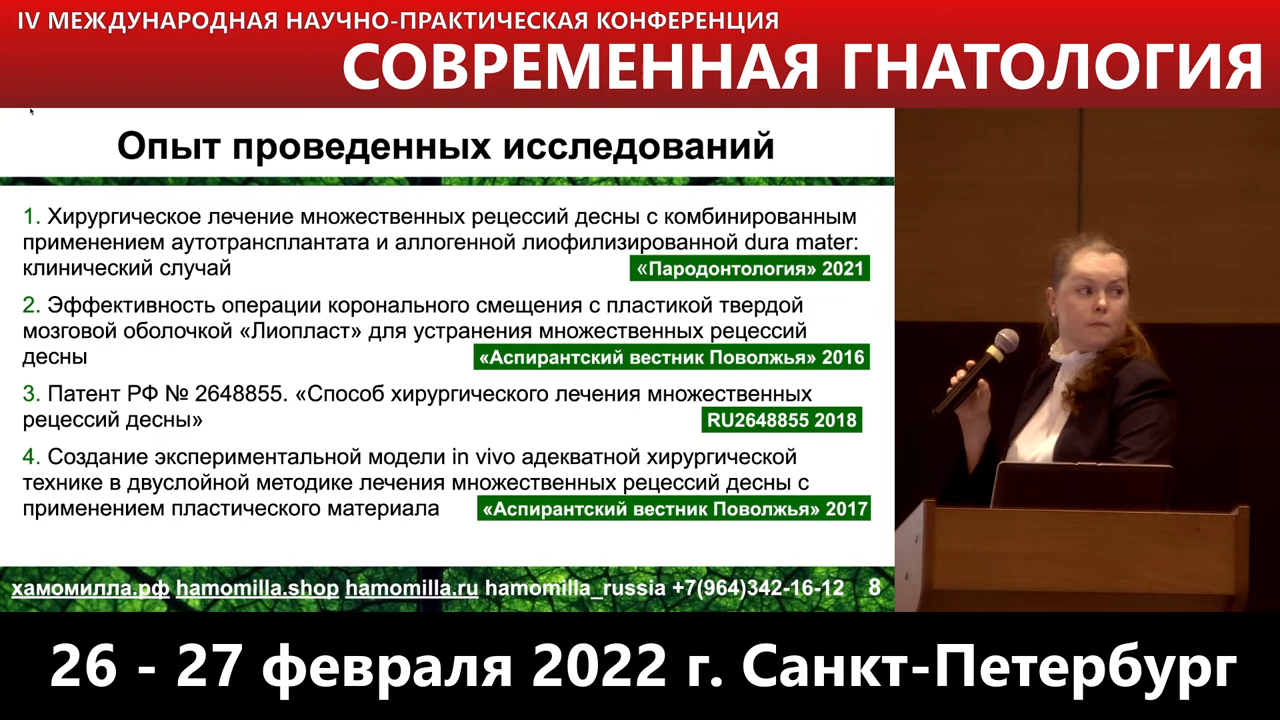 IV МЕЖДУНАРОДНАЯ НАУЧНО-ПРАКТИЧЕСКАЯ КОНФЕРЕНЦИЯ
СОВРЕМЕННАЯ ГНАТОЛОГИЯ
Опыт проведенных исследований
1. Хирургическое лечение множественных рецессий десны с комбинированным
применением аутотрансплантата и аллогенной лиофилизированной dura mater:
клинический случай «Пародонтология» 2021
2. Эффективность операции коронального смещения с пластикой твердой
мозговой оболочкой «Лиопласт» для устранения множественных рецессий
десны «Аспирантский вестник Поволжья» 2016
3. Патент РФ № 2648855. «Способ хирургического лечения множественных
рецессий десны» RU2648855 2018
4. Создание экспериментальной модели in vivo адекватной хирургической
технике в двуслойной методике лечения множественных рецессий десны с
применением пластического материала «Аспирантский вестник Поволжья» 2017
хамомилла.рф hamomilla.shop hamomilla.ru hamomilla_russia +7(964)342-16-12 8
26 - 27 февраля 2022 г. Санкт-Петербург